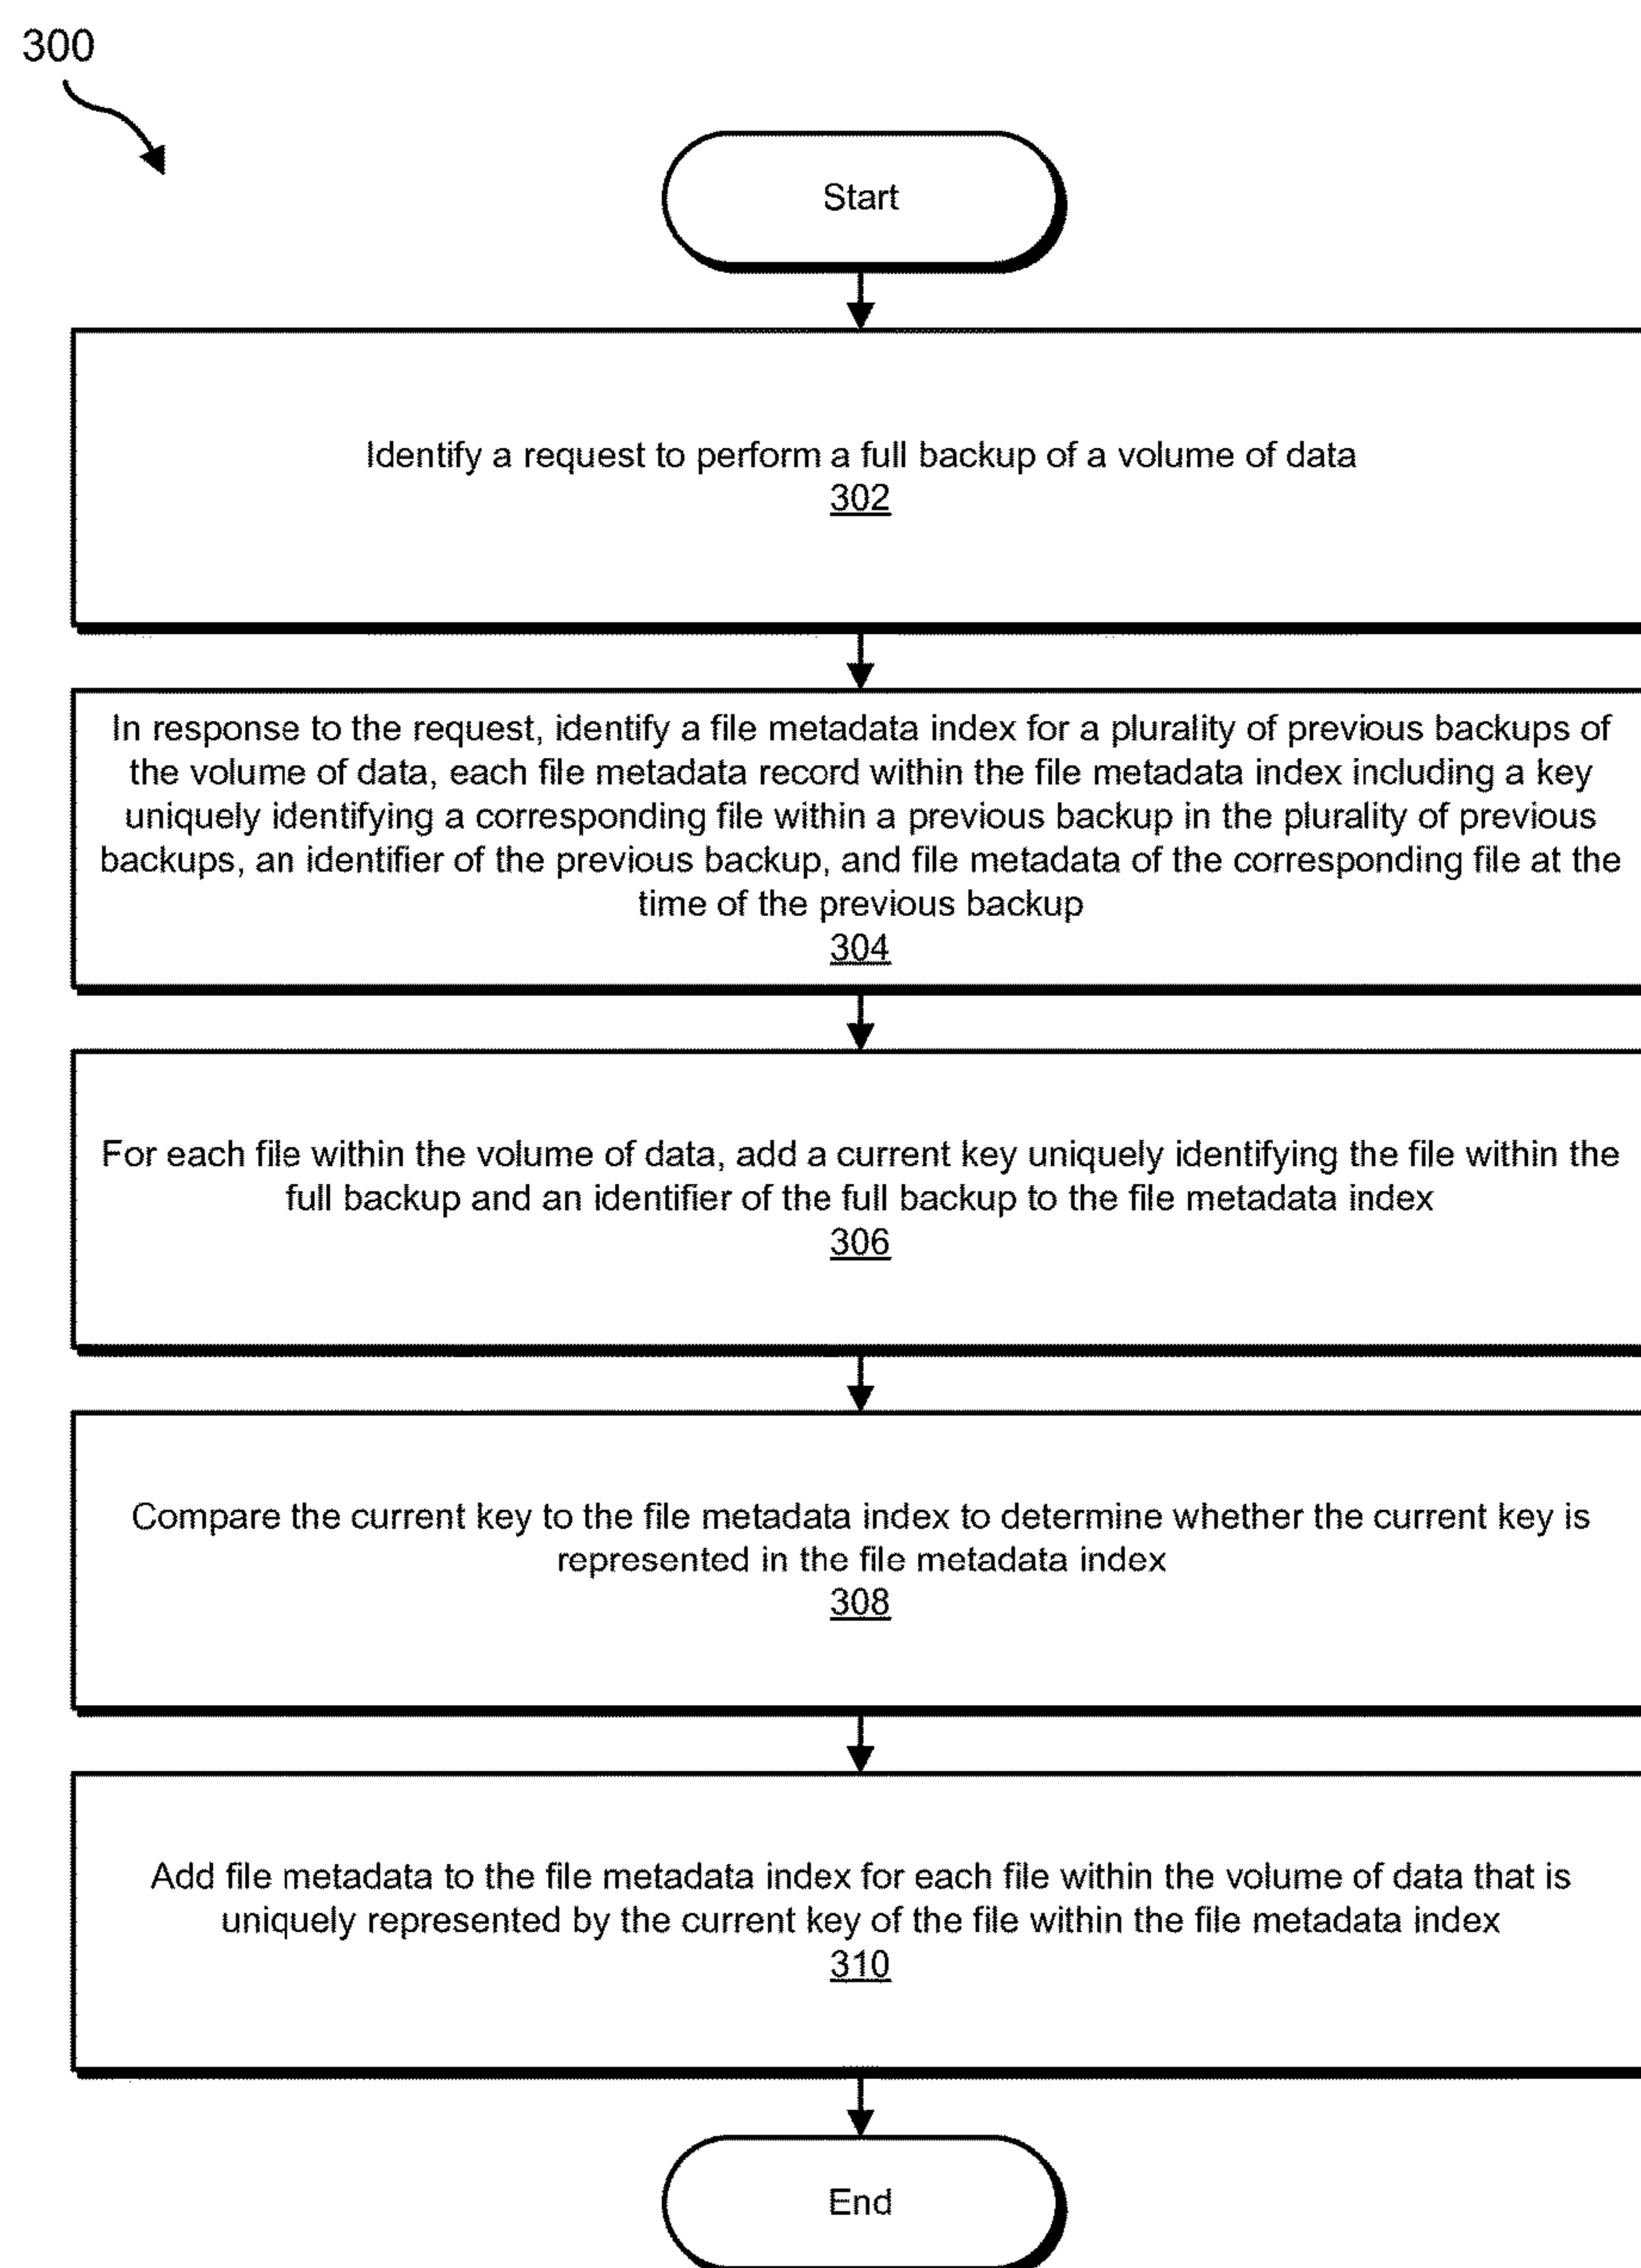 300
Start
Identify a request to perform a full backup of a volume of data
302
In response to the request, identify a file metadata index for a plurality of previous backups of
the volume of data, each file metadata record within the file metadata index including a key
uniquely identifying a corresponding file within a previous backup in the plurality of previous
backups, an identifier of the previous backup, and file metadata of the corresponding file at the
time of the previous backup
304
For each file within the volume of data, add a current key uniquely identifying the file within the
full backup and an identifier of the full backup to the file metadata index
306
Compare the current key to the file metadata index to determine whether the current key is
represented in the file metadata index
308
Add file metadata to the file metadata index for each file within the volume of data that is
uniquely represented by the current key of the file within the file metadata index
310
End